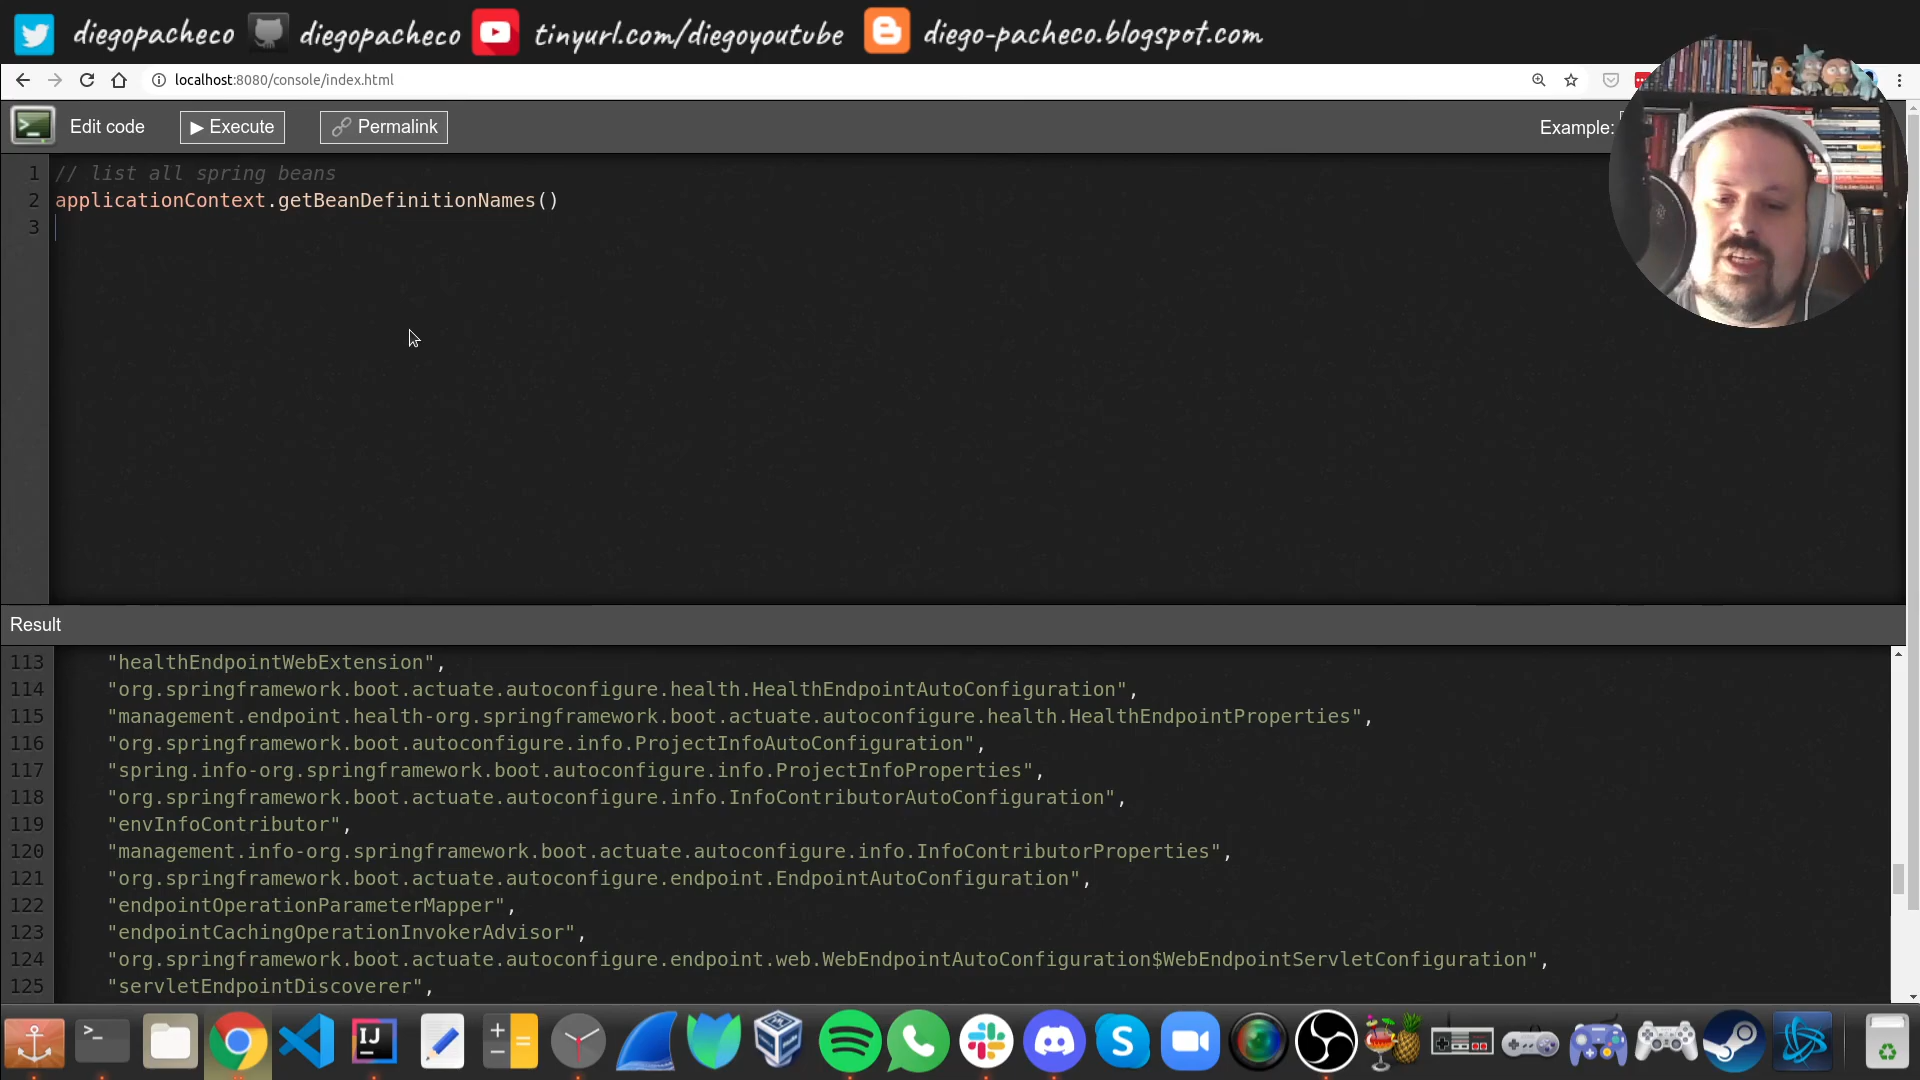 diegopacheco diegopacheco tinyurl.com/diegoyoutube diego-pacheco.blogspot.com
localhost:8080/console/index.html
Edit code ▶ Execute Permalink Example:
1 // list all spring beans
2 applicationContext.getBeanDefinitionNames()
3
Result
113 "healthEndpointWebExtension",
114 "org.springframework.boot.actuate.autoconfigure.health.HealthEndpointAutoConfiguration",
115 "management.endpoint.health-org.springframework.boot.actuate.autoconfigure.health.HealthEndpointProperties",
116 "org.springframework.boot.autoconfigure.info.ProjectInfoAutoConfiguration",
117 "spring.info-org.springframework.boot.autoconfigure.info.ProjectInfoProperties",
118 "org.springframework.boot.actuate.autoconfigure.info.InfoContributorAutoConfiguration",
119 "envInfoContributor",
120 "management.info-org.springframework.boot.actuate.autoconfigure.info.InfoContributorProperties",
121 "org.springframework.boot.actuate.autoconfigure.endpoint.EndpointAutoConfiguration",
122 "endpointOperationParameterMapper",
123 "endpointCachingOperationInvokerAdvisor",
124 "org.springframework.boot.actuate.autoconfigure.endpoint.web.WebEndpointAutoConfiguration$WebEndpointServletConfiguration",
125 "servletEndpointDiscoverer",